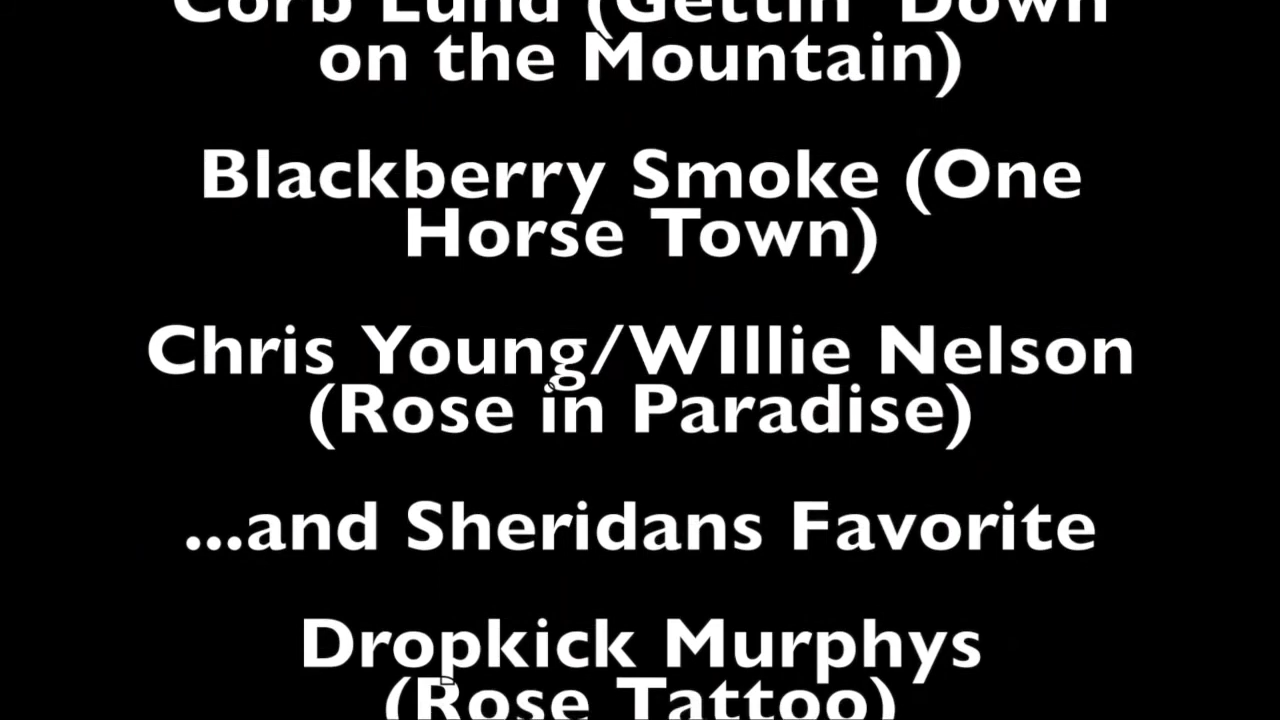 Corb Lund (Gettin' Down
on the Mountain)
Blackberry Smoke (One
Horse Town)
Chris Young/WIllie Nelson
(Rose in Paradise)
...and Sheridans Favorite
Dropkick Murphys
(Rose Tattoo)